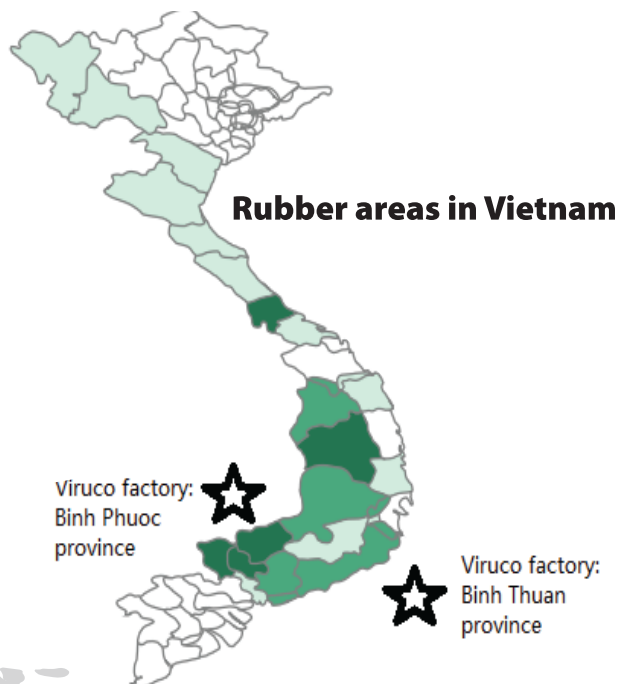 Rubber areas in Vietnam
Viruco factory:
Binh Phuoc
province
Viruco factory:
Binh Thuan
province